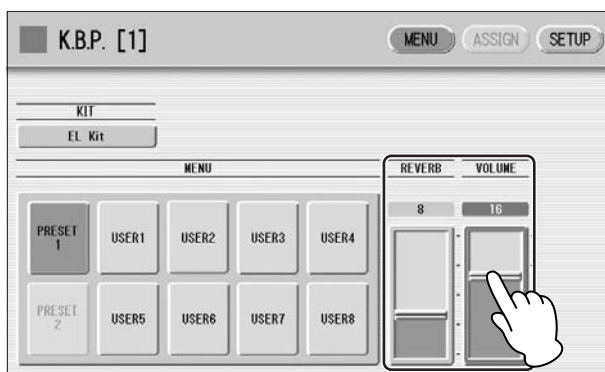 K.B.P. [1]
MENU
ASSIGN
SETUP
KIT
EL Kit
MENU
REVERB
VOLUME
8
16
PRESET
1
USER1
USER2
USER3
USER4
PRESET
2
USER5
USER6
USER7
USER8